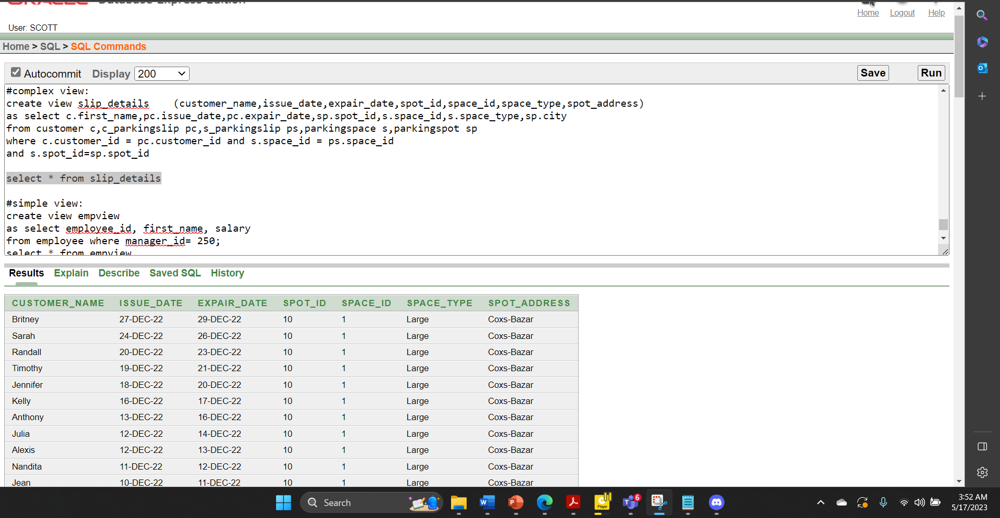 ORACLE Database Express Edition
Home Logout Help
User: SCOTT
Home > SQL > SQL Commands
Autocommit Display 200 Save Run
#complex view:
create view slip_details (customer_name,issue_date,expair_date,spot_id,space_id,space_type,spot_address)
as select c.first_name,pc.issue_date,pc.expair_date,sp.spot_id,s.space_id,s.space_type,sp.city
from customer c,c_parkingslip pc,s_parkingslip ps,parkingspace s,parkingspot sp
where c.customer_id = pc.customer_id and s.space_id = ps.space_id
and s.spot_id=sp.spot_id
select * from slip_details
#simple view:
create view empview
as select employee_id, first_name, salary
from employee where manager_id= 250;
select * from empview
Results Explain Describe Saved SQL History
CUSTOMER_NAME ISSUE_DATE EXPAIR_DATE SPOT_ID SPACE_ID SPACE_TYPE SPOT_ADDRESS
Britney 27-DEC-22 29-DEC-22 10 1 Large Coxs-Bazar
Sarah 24-DEC-22 26-DEC-22 10 1 Large Coxs-Bazar
Randall 20-DEC-22 23-DEC-22 10 1 Large Coxs-Bazar
Timothy 19-DEC-22 21-DEC-22 10 1 Large Coxs-Bazar
Jennifer 18-DEC-22 20-DEC-22 10 1 Large Coxs-Bazar
Kelly 16-DEC-22 17-DEC-22 10 1 Large Coxs-Bazar
Anthony 13-DEC-22 16-DEC-22 10 1 Large Coxs-Bazar
Julia 12-DEC-22 14-DEC-22 10 1 Large Coxs-Bazar
Alexis 12-DEC-22 13-DEC-22 10 1 Large Coxs-Bazar
Nandita 11-DEC-22 12-DEC-22 10 1 Large Coxs-Bazar
Jean 10-DEC-22 11-DEC-22 10 1 Large Coxs-Bazar
Search
Player
6
3:52 AM
5/17/2023